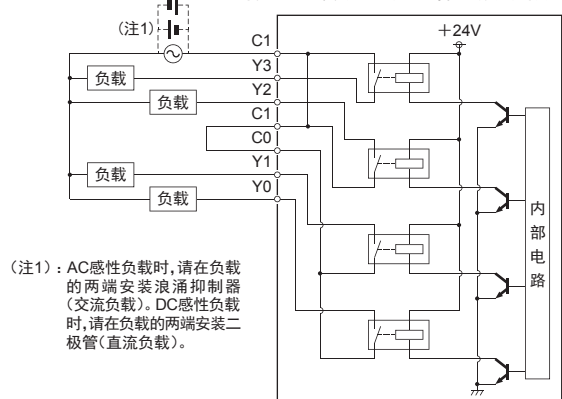 (注1)
+24V
C1
Y3
负载
Y2
负载
C1
C0
Y1
负载
Y0
负载
内部电路
(注1)：AC感性负载时,请在负载
的两端安装浪涌抑制器
(交流负载)。DC感性负载
时,请在负载的两端安装二
极管(直流负载)。